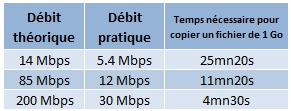 Débit théorique Débit pratique Temps nécessaire pour copier un fichier de 1 Go
14 Mbps 5.4 Mbps 25mn20s
85 Mbps 12 Mbps 11mn20s
200 Mbps 30 Mbps 4mn30s